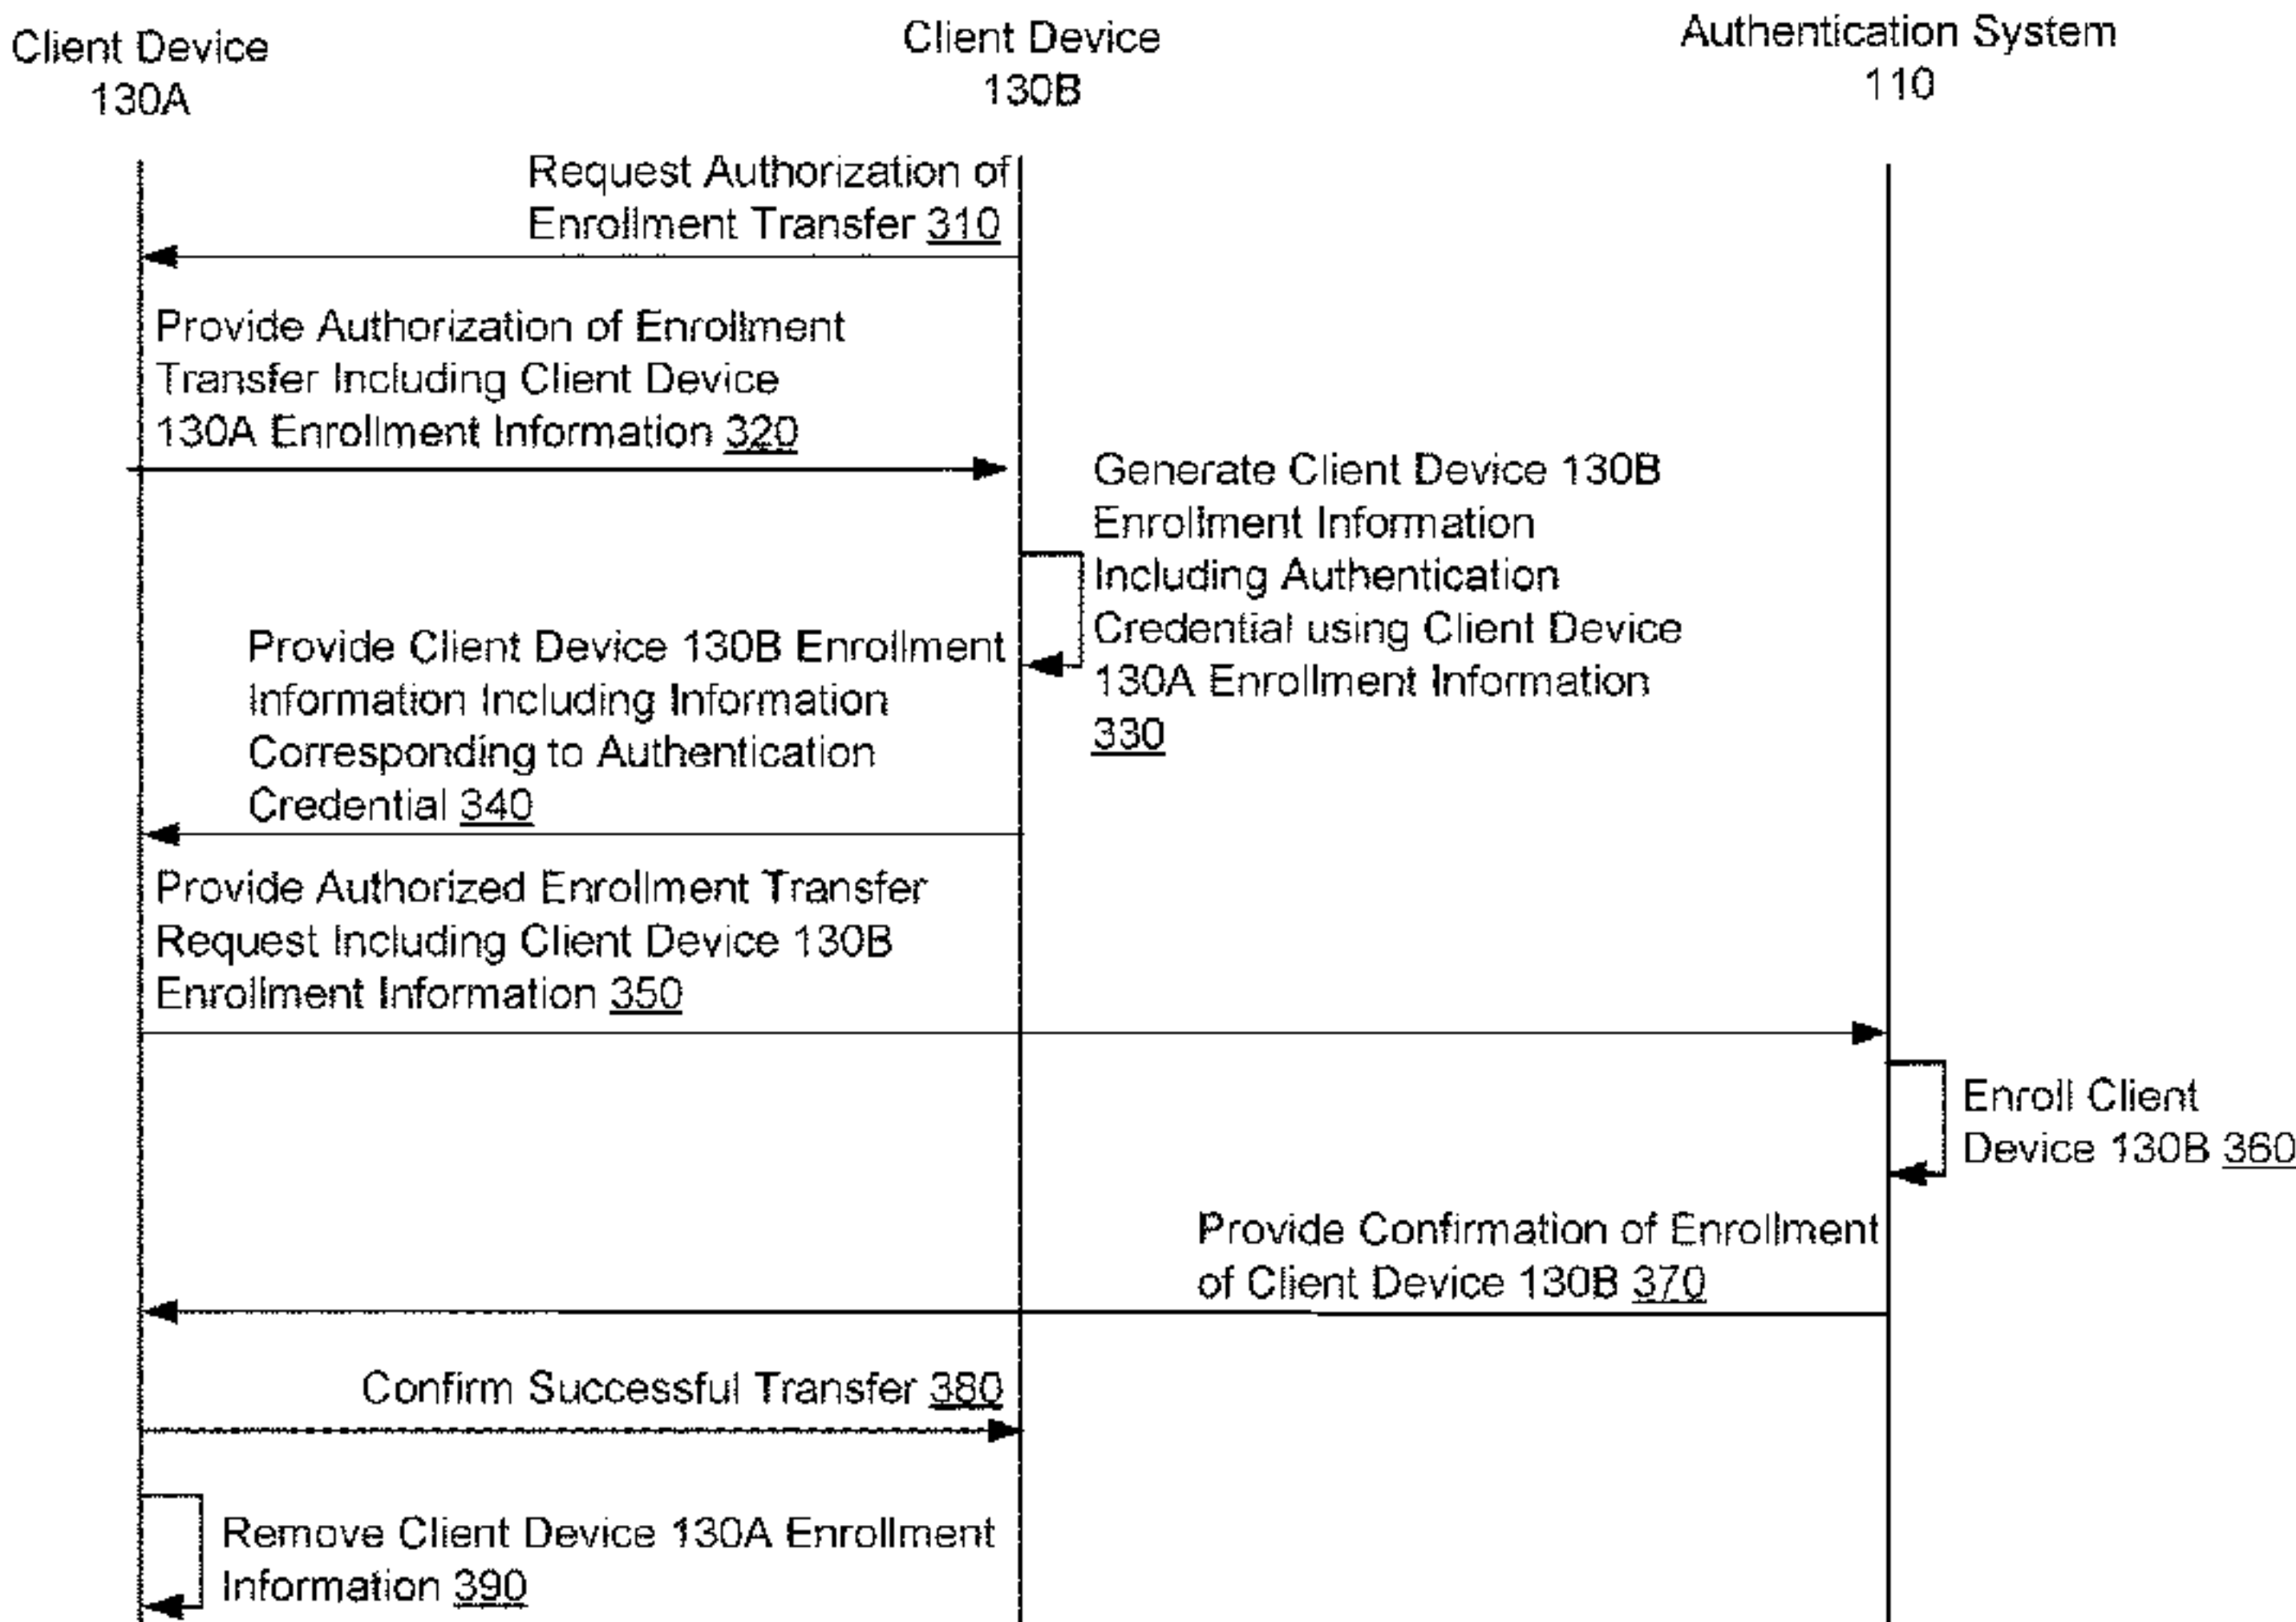 Client Device
130A
Client Device
130B
Authentication System
110
Request Authorization of
Enrollment Transfer 310
Provide Authorization of Enrollment
Transfer Including Client Device
130A Enrollment Information 320
Generate Client Device 130B
Enrollment Information
Including Authentication
Credential using Client Device
130A Enrollment Information
330
Provide Client Device 130B Enrollment
Information Including Information
Corresponding to Authentication
Credential 340
Provide Authorized Enrollment Transfer
Request Including Client Device 130B
Enrollment Information 350
Enroll Client
Device 130B 360
Provide Confirmation of Enrollment
of Client Device 130B 370
Confirm Successful Transfer 380
Remove Client Device 130A Enrollment
Information 390